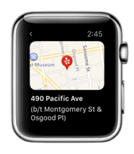 2:45
490 Pacific Ave
(b/t Montgomery St &
Osgood Pl)